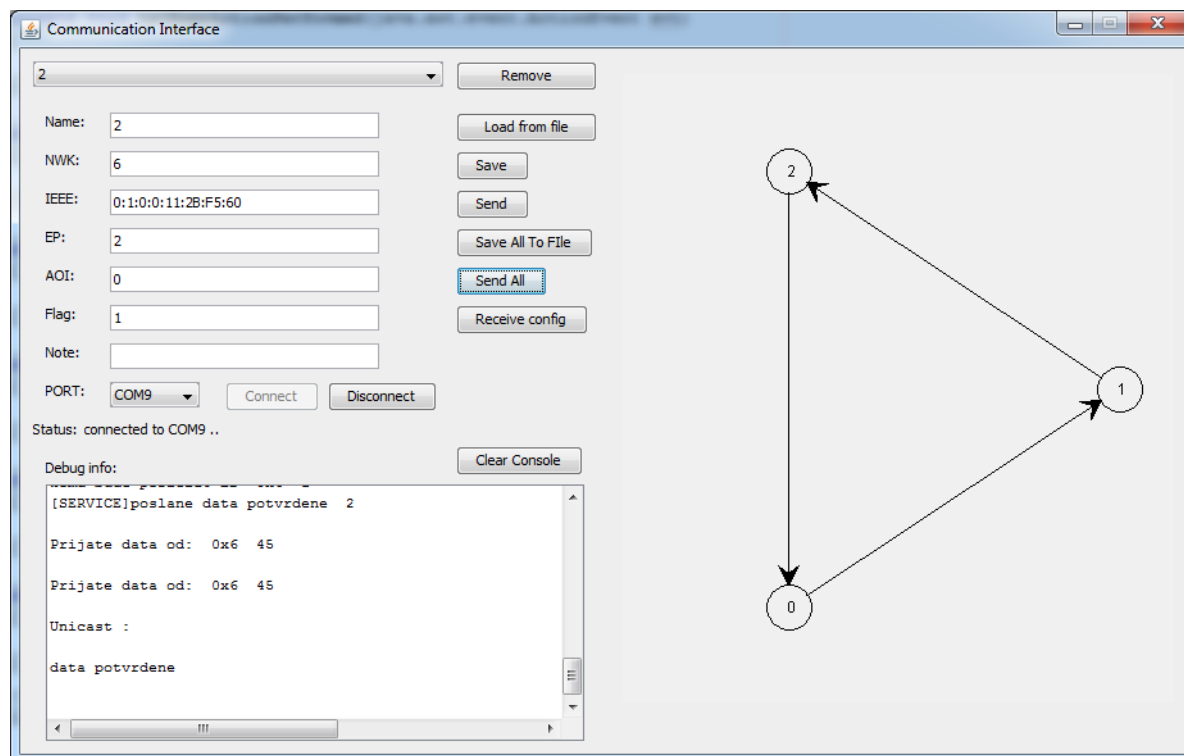 Communication Interface
2
Remove
Name:
2
Load from file
NWK:
6
Save
IEEE:
0:1:0:0:11:2B:F5:60
Send
EP:
2
Save All To FIle
AOI:
0
Send All
Flag:
1
Receive config
Note:
PORT:
COM9
Connect
Disconnect
Status: connected to COM9 ..
Debug info:
Clear Console
[SERVICE]poslane data potvrdene 2
Prijate data od: 0x6 45
Prijate data od: 0x6 45
Unicast :
data potvrdene
2
1
0